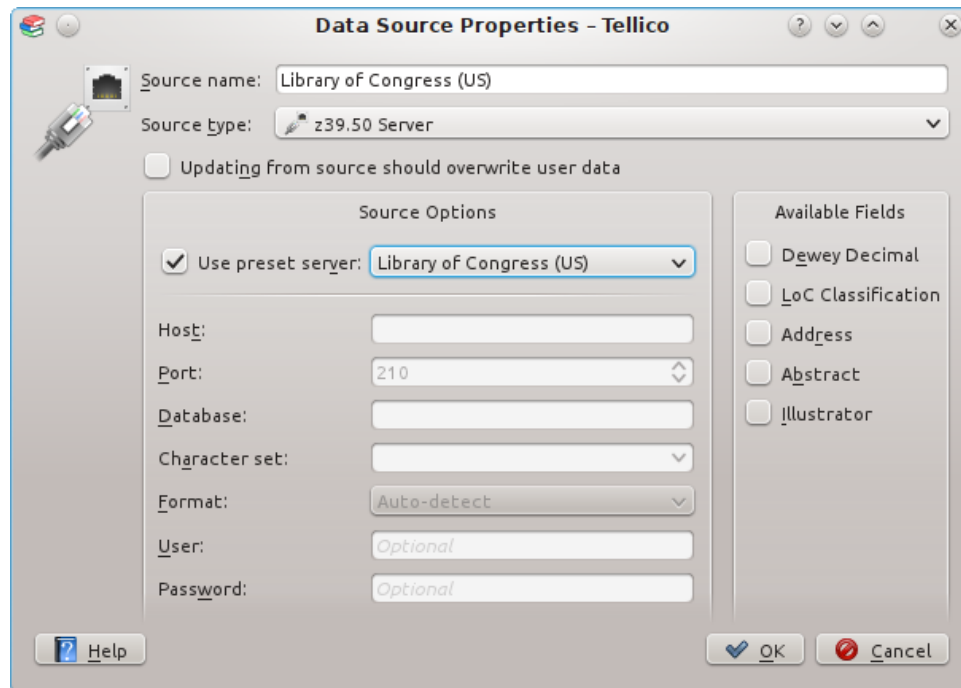 Data Source Properties – Tellico
Source name: Library of Congress (US)
Source type: z39.50 Server
Updating from source should overwrite user data
Source Options
Use preset server: Library of Congress (US)
Host:
Port: 210
Database:
Character set:
Format: Auto-detect
User: Optional
Password: Optional
Available Fields
Dewey Decimal
LoC Classification
Address
Abstract
Illustrator
Help
OK
Cancel